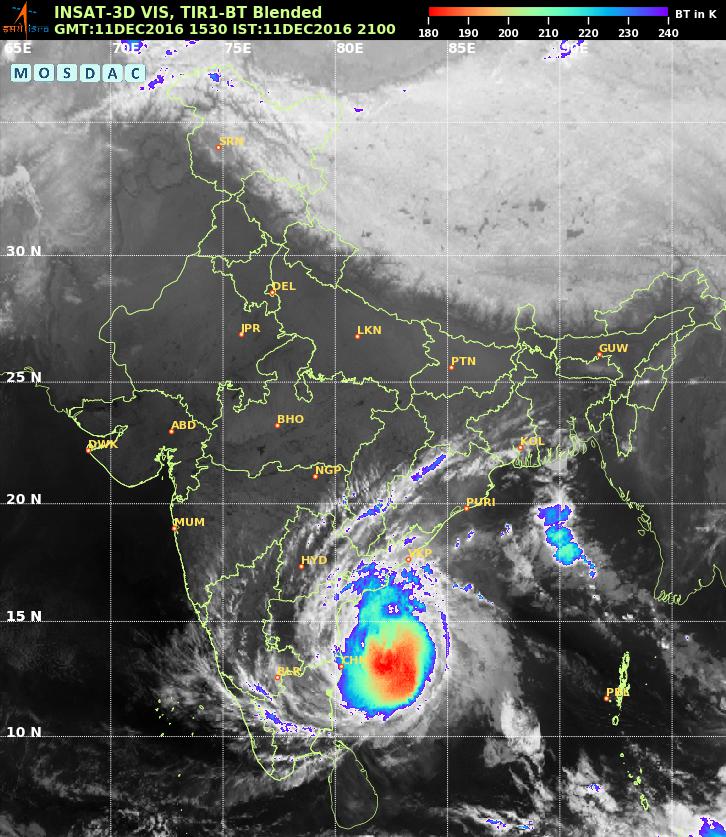 INSAT-3D VIS, TIR1-BT Blended
GMT:11DEC2016 1530 IST:11DEC2016 2100
BT in K
180 190 200 210 220 230 240
65E 70E 75E 80E 85E 90E
M O S D A C
SRN
30 N
DEL
JPR LKN GUW
PTN
25 N
ABD BHO
DWK KOL
NGP
20 N PURI
MUM
HYD VKP
15 N
BLR CHN
PBL
10 N